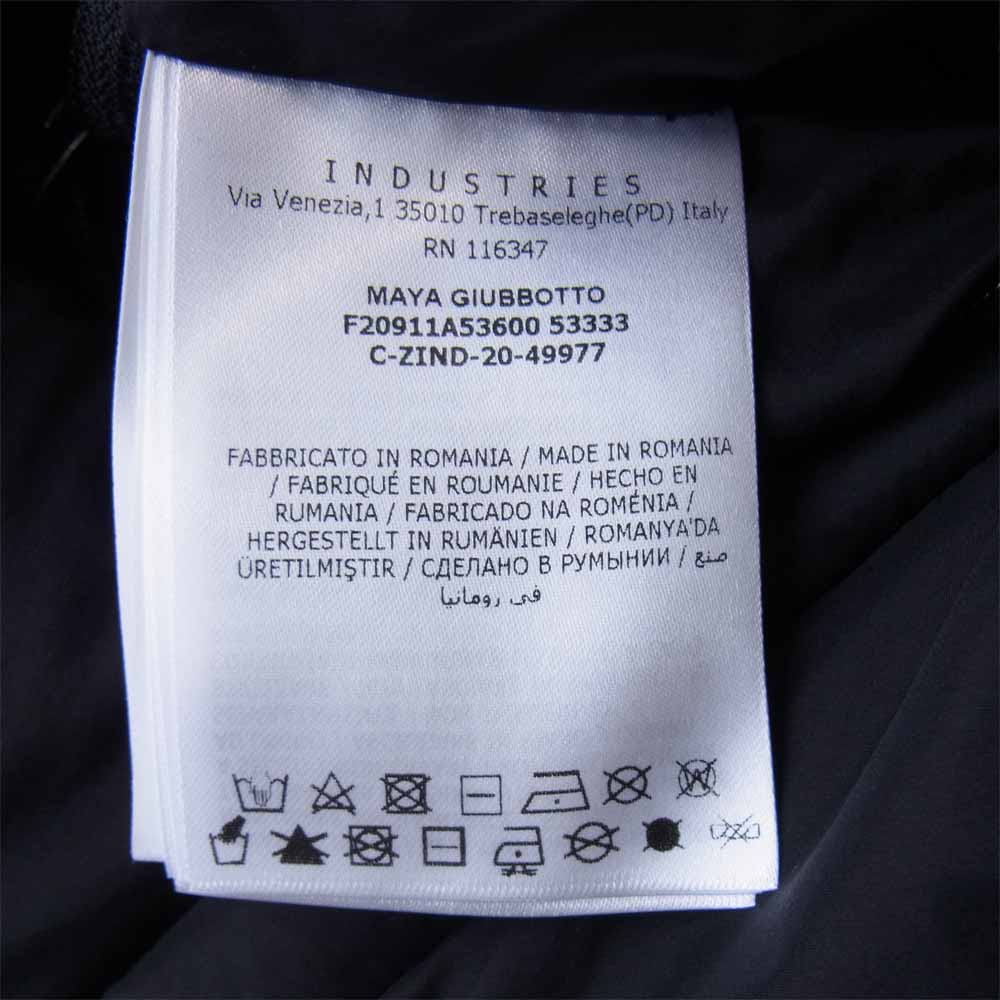 INDUSTRIES
Via Venezia,1 35010 Trebaseleghe(PD) Italy
RN 116347
MAYA GIUBBOTTO
F20911A53600 53333
C-ZIND-20-49977
FABBRICATO IN ROMANIA / MADE IN ROMANIA
/ FABRIQUÉ EN ROUMANIE / HECHO EN
RUMANIA / FABRICADO NA ROMÉNIA /
HERGESTELLT IN RUMÄNIEN / ROMANYA'DA
ÜRETILMIŞTIR / СДЕЛАНО В РУМЫНИИ / صنع
في رومانيا
W